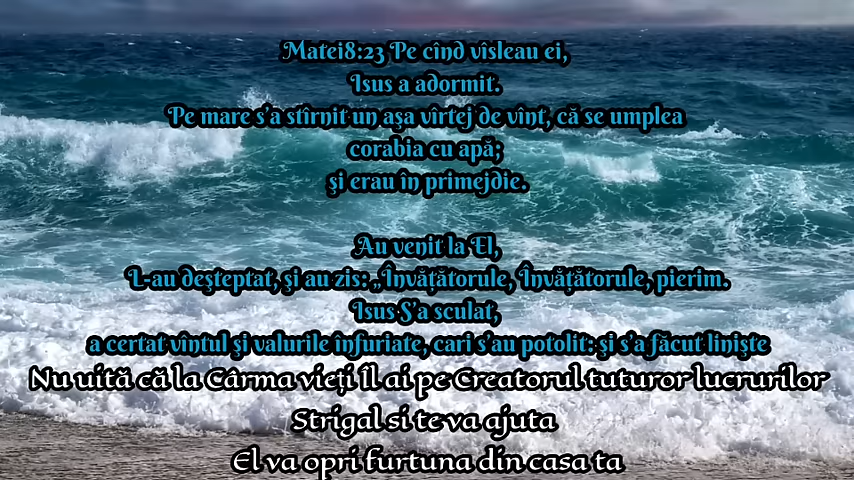 Matei8:23 Pe cînd vîsleau ei,
Isus a adormit.
Pe mare s'a stîrnit un aşa vîrtej de vînt, că se umplea
corabia cu apă;
şi erau în primejdie.
Au venit la El,
L-au deşteptat, şi au zis: „Învăţătorule, Învăţătorule, pierim.
Isus S'a sculat,
a certat vîntul şi valurile înfuriate, cari s'au potolit: şi s'a făcut linişte
Nu uită că la Cârma vieți Îl ai pe Creatorul tuturor lucrurilor
Strigal si te va ajuta
El va opri furtuna din casa ta